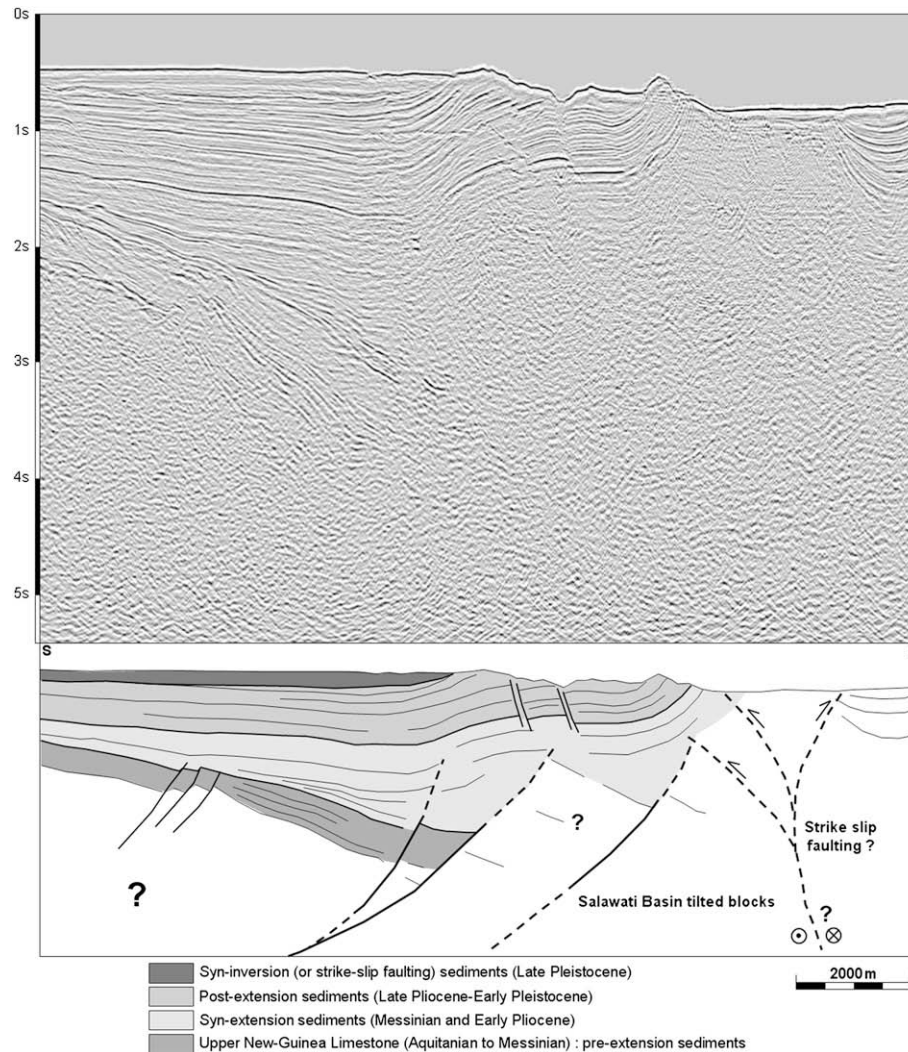 0s
1s
2s
3s
4s
5s
S
?
?
Strike slip
faulting ?
Salawati Basin tilted blocks
?
2000 m
Syn-inversion (or strike-slip faulting) sediments (Late Pleistocene)
Post-extension sediments (Late Pliocene-Early Pleistocene)
Syn-extension sediments (Messinian and Early Pliocene)
Upper New-Guinea Limestone (Aquitanian to Messinian) : pre-extension sediments